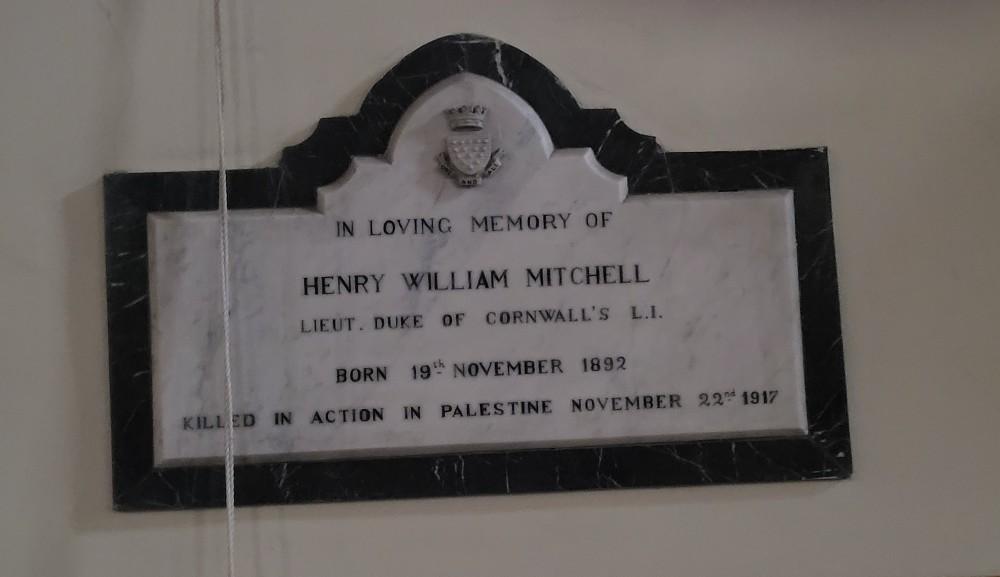 AND
IN LOVING MEMORY OF
HENRY WILLIAM MITCHELL
LIEUT. DUKE OF CORNWALL'S L.I.
BORN 19th NOVEMBER 1892
KILLED IN ACTION IN PALESTINE NOVEMBER 22nd 1917